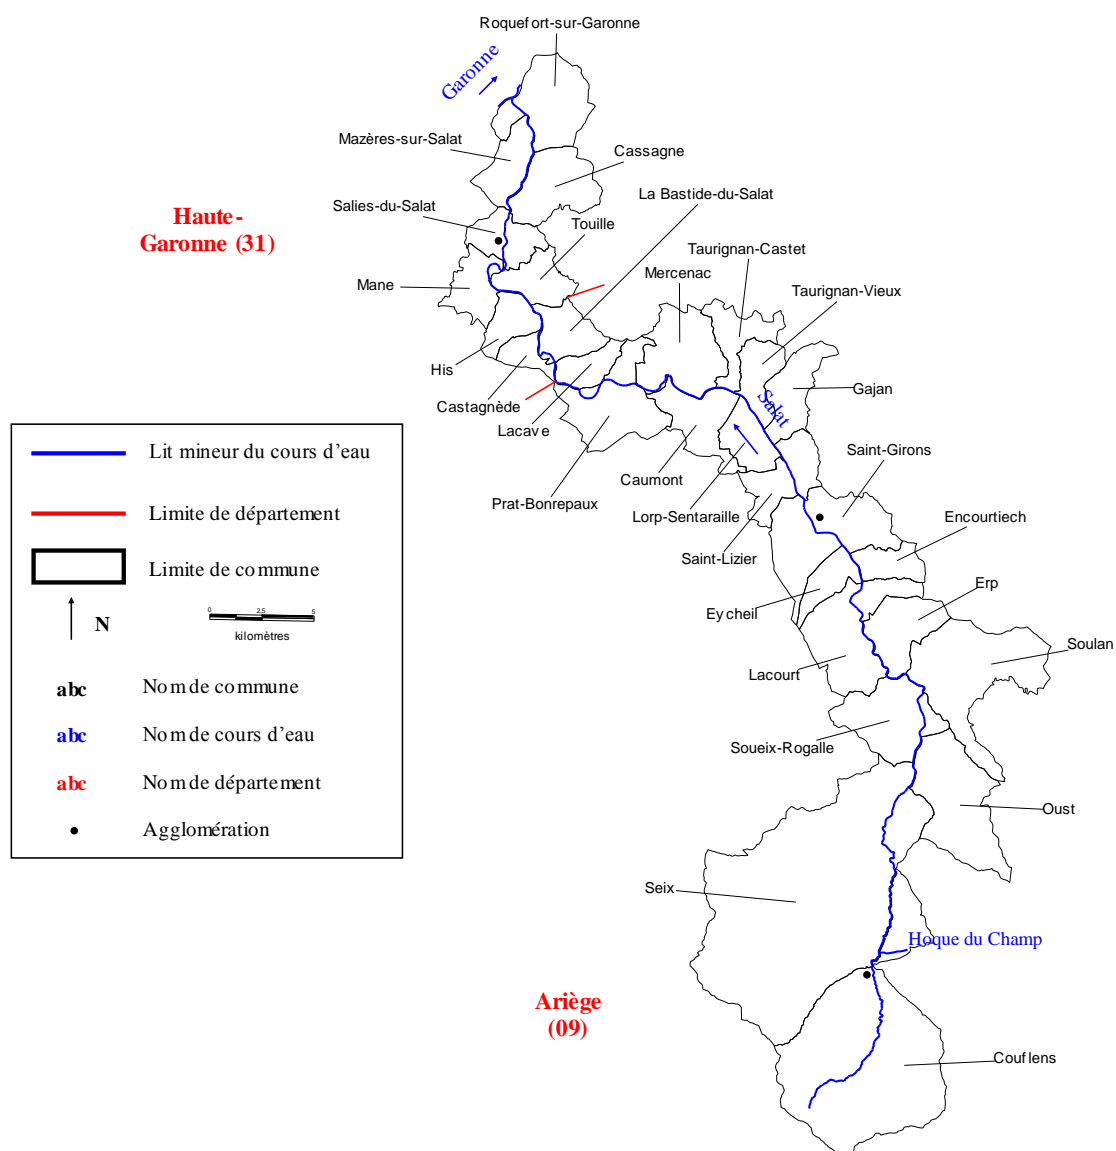 Roquefort-sur-Garonne
Garonne
Mazères-sur-Salat
Cassagne
La Bastide-du-Salat
Salies-du-Salat
Haute-
Garonne (31)
Touille
Taurignan-Castet
Mercenac
Mane
Taurignan-Vieux
His
Gajan
Castagnède
Salat
Lacave
Saint-Girons
Caumont
Prat-Bonrepaux
Lorp-Sentaraille
Encourtiech
Saint-Lizier
Erp
Eycheil
Soulan
Lacourt
Soueix-Rogalle
Oust
Seix
Hoque du Champ
Ariège
(09)
Couflens
Lit mineur du cours d'eau
Limite de département
Limite de commune
N
0 2,5 5
kilomètres
abc Nom de commune
abc Nom de cours d'eau
abc Nom de département
Agglomération